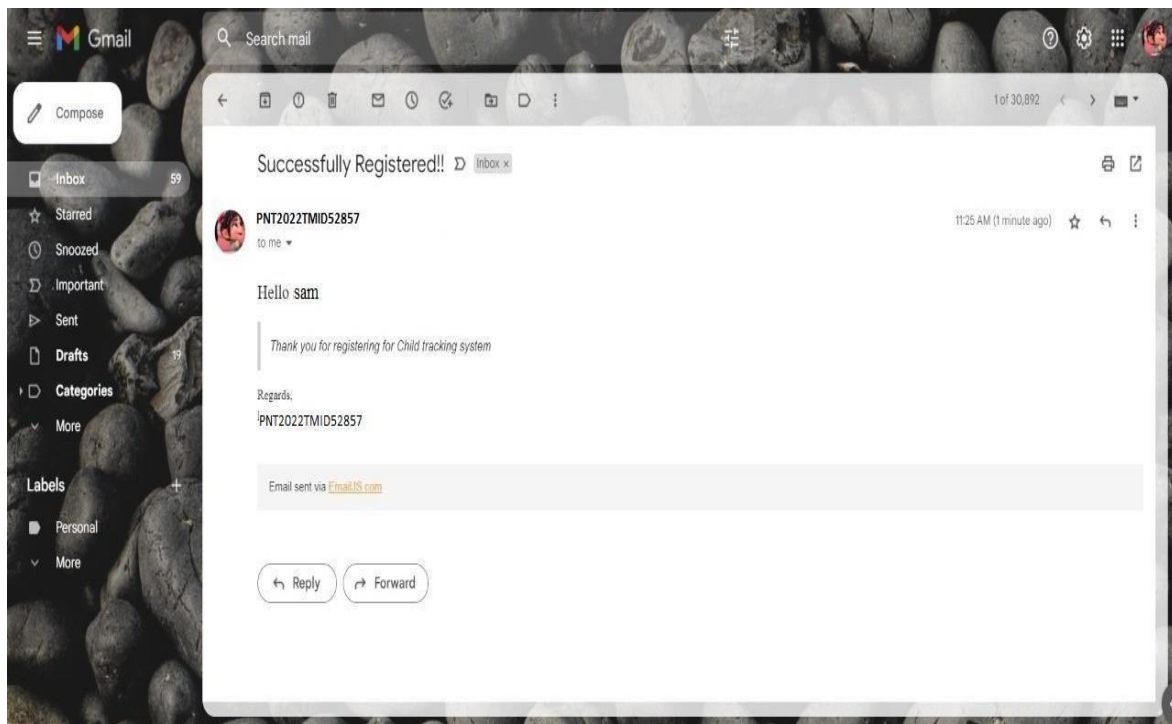 Gmail
Search mail
Compose
1 of 30,892
Successfully Registered!! Inbox x
Inbox 59
Starred
Snoozed
Important
Sent
Drafts 19
Categories
More
Labels +
Personal
More
PNT2022TMID52857
11:25 AM (1 minute ago)
to me
Hello sam
Thank you for registering for Child tracking system
Regards,
PNT2022TMID52857
Email sent via EmailJS.com
Reply
Forward